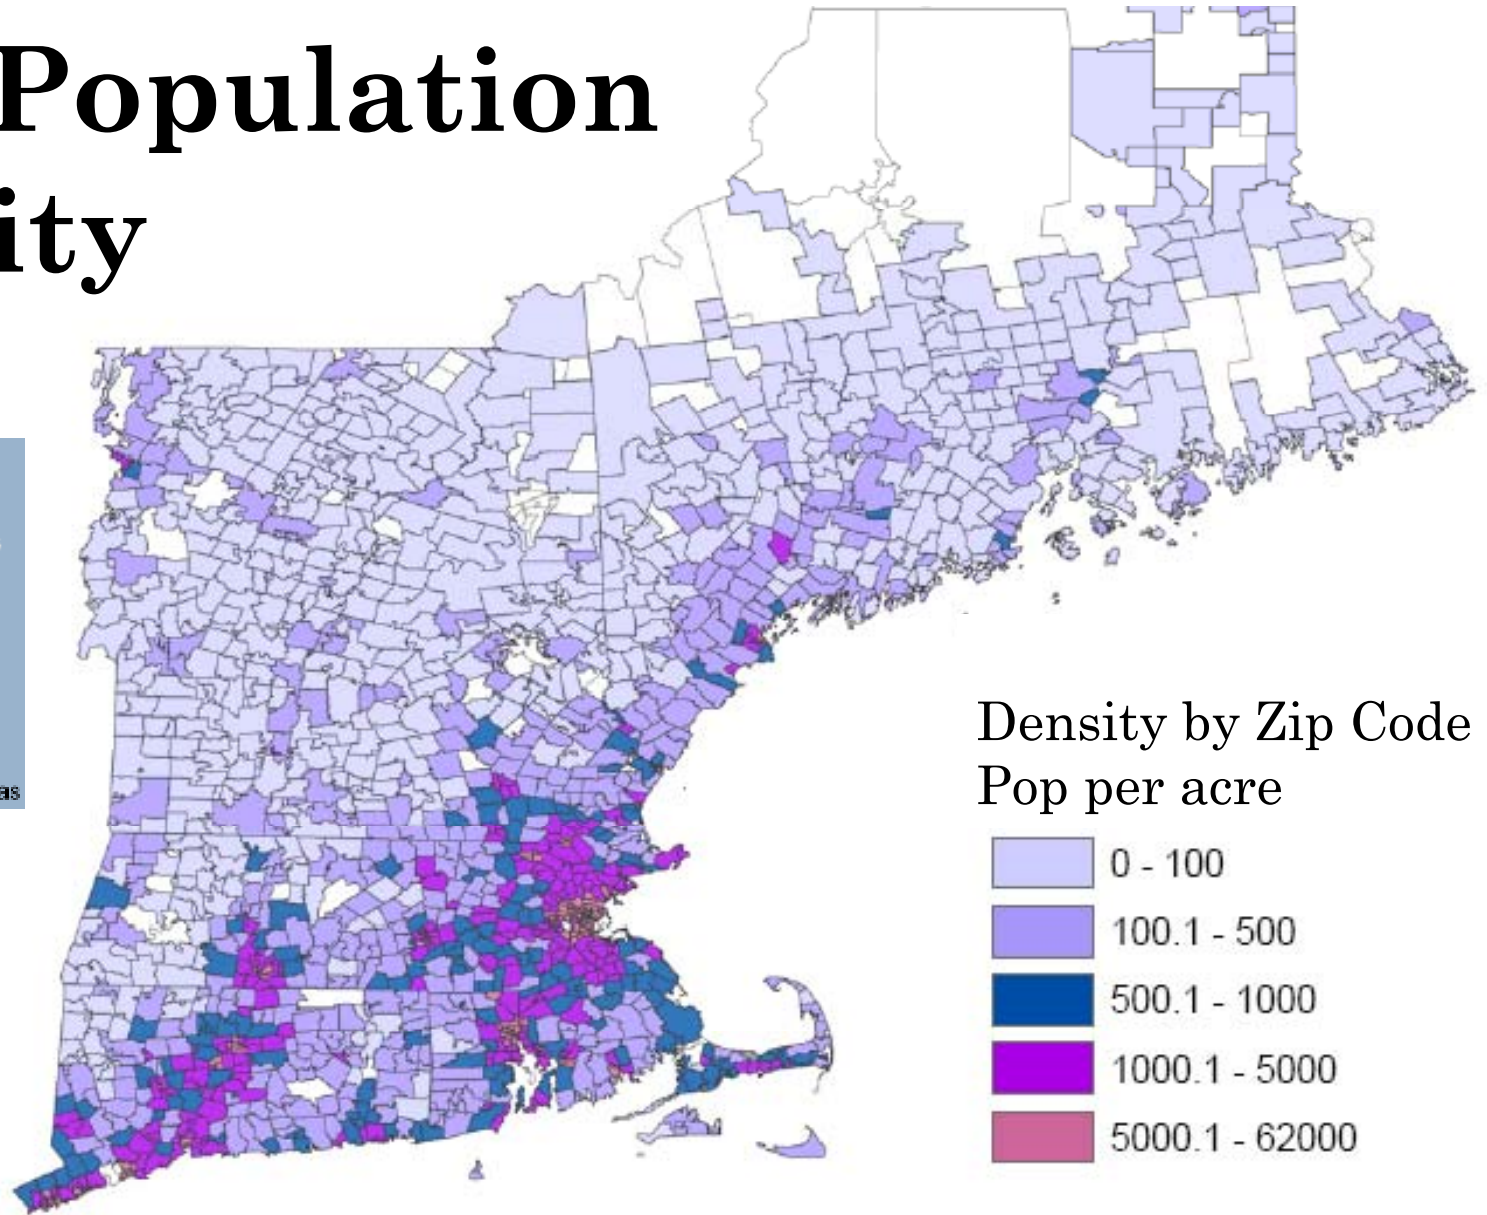 Population
ity
as
Density by Zip Code
Pop per acre
0 - 100
100.1 - 500
500.1 - 1000
1000.1 - 5000
5000.1 - 62000